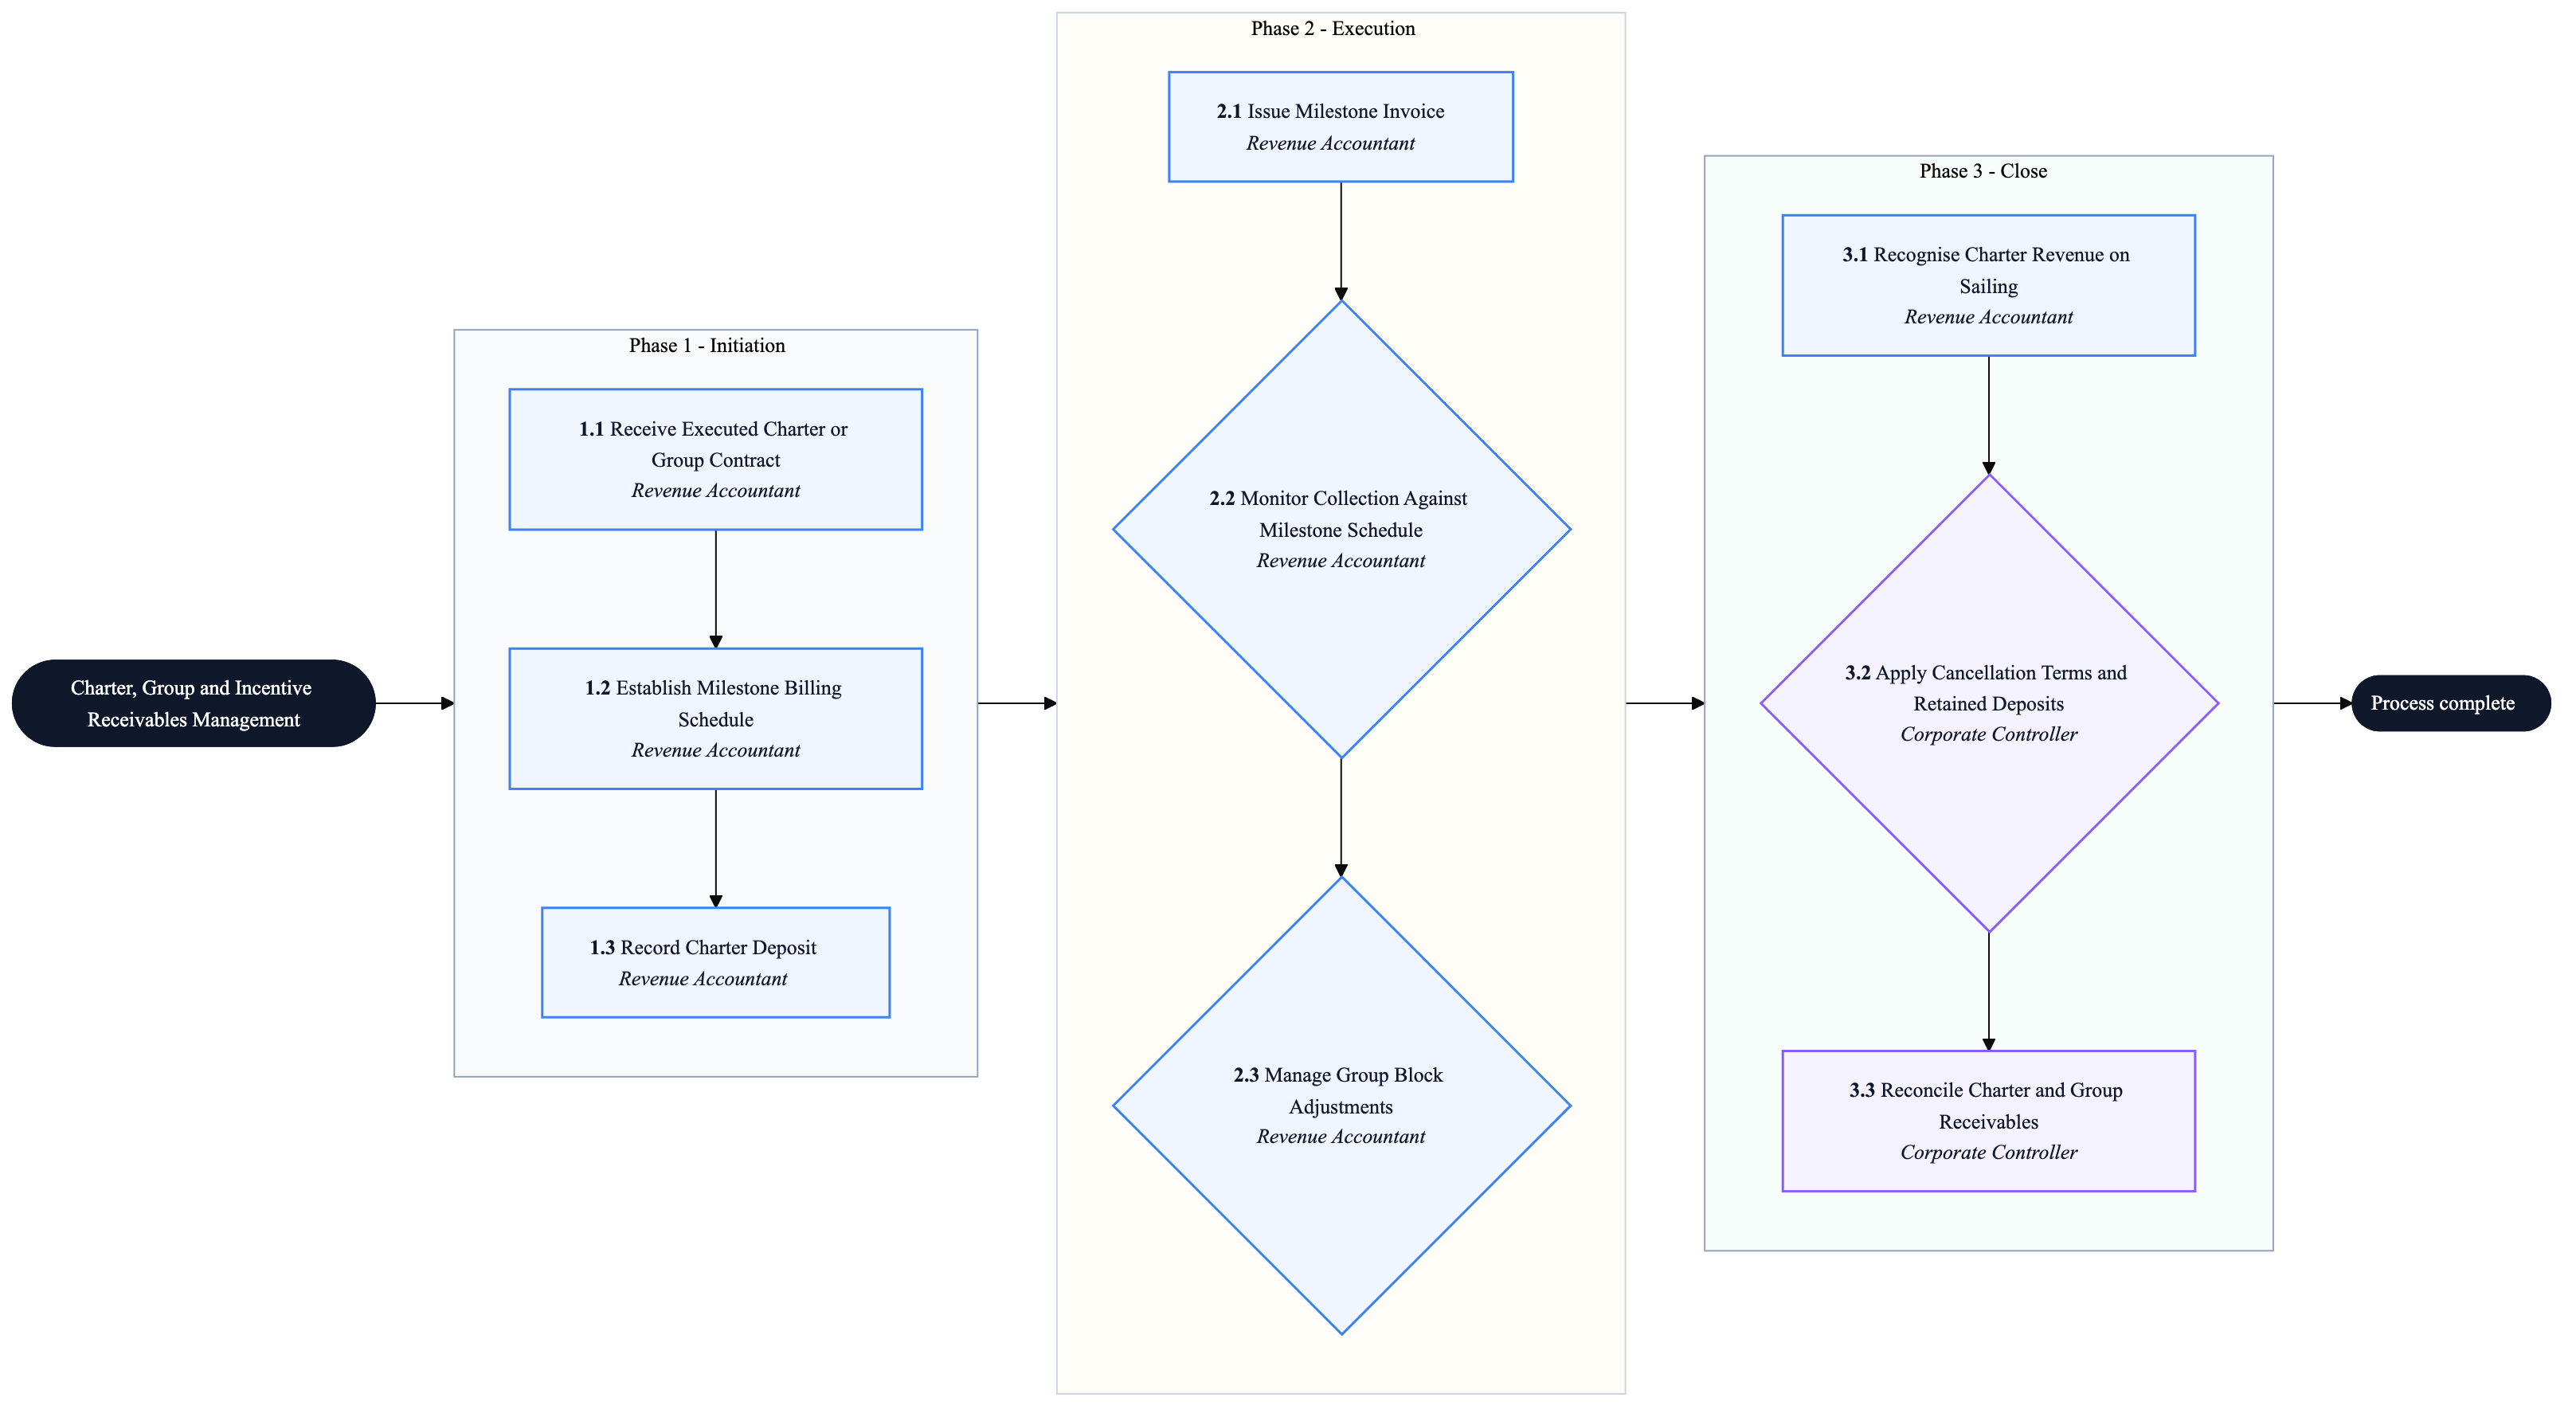 Charter, Group and Incentive
Receivables Management
Phase 1 - Initiation
1.1 Receive Executed Charter or
Group Contract
Revenue Accountant
1.2 Establish Milestone Billing
Schedule
Revenue Accountant
1.3 Record Charter Deposit
Revenue Accountant
Phase 2 - Execution
2.1 Issue Milestone Invoice
Revenue Accountant
2.2 Monitor Collection Against
Milestone Schedule
Revenue Accountant
2.3 Manage Group Block
Adjustments
Revenue Accountant
Phase 3 - Close
3.1 Recognise Charter Revenue on
Sailing
Revenue Accountant
3.2 Apply Cancellation Terms and
Retained Deposits
Corporate Controller
3.3 Reconcile Charter and Group
Receivables
Corporate Controller
Process complete